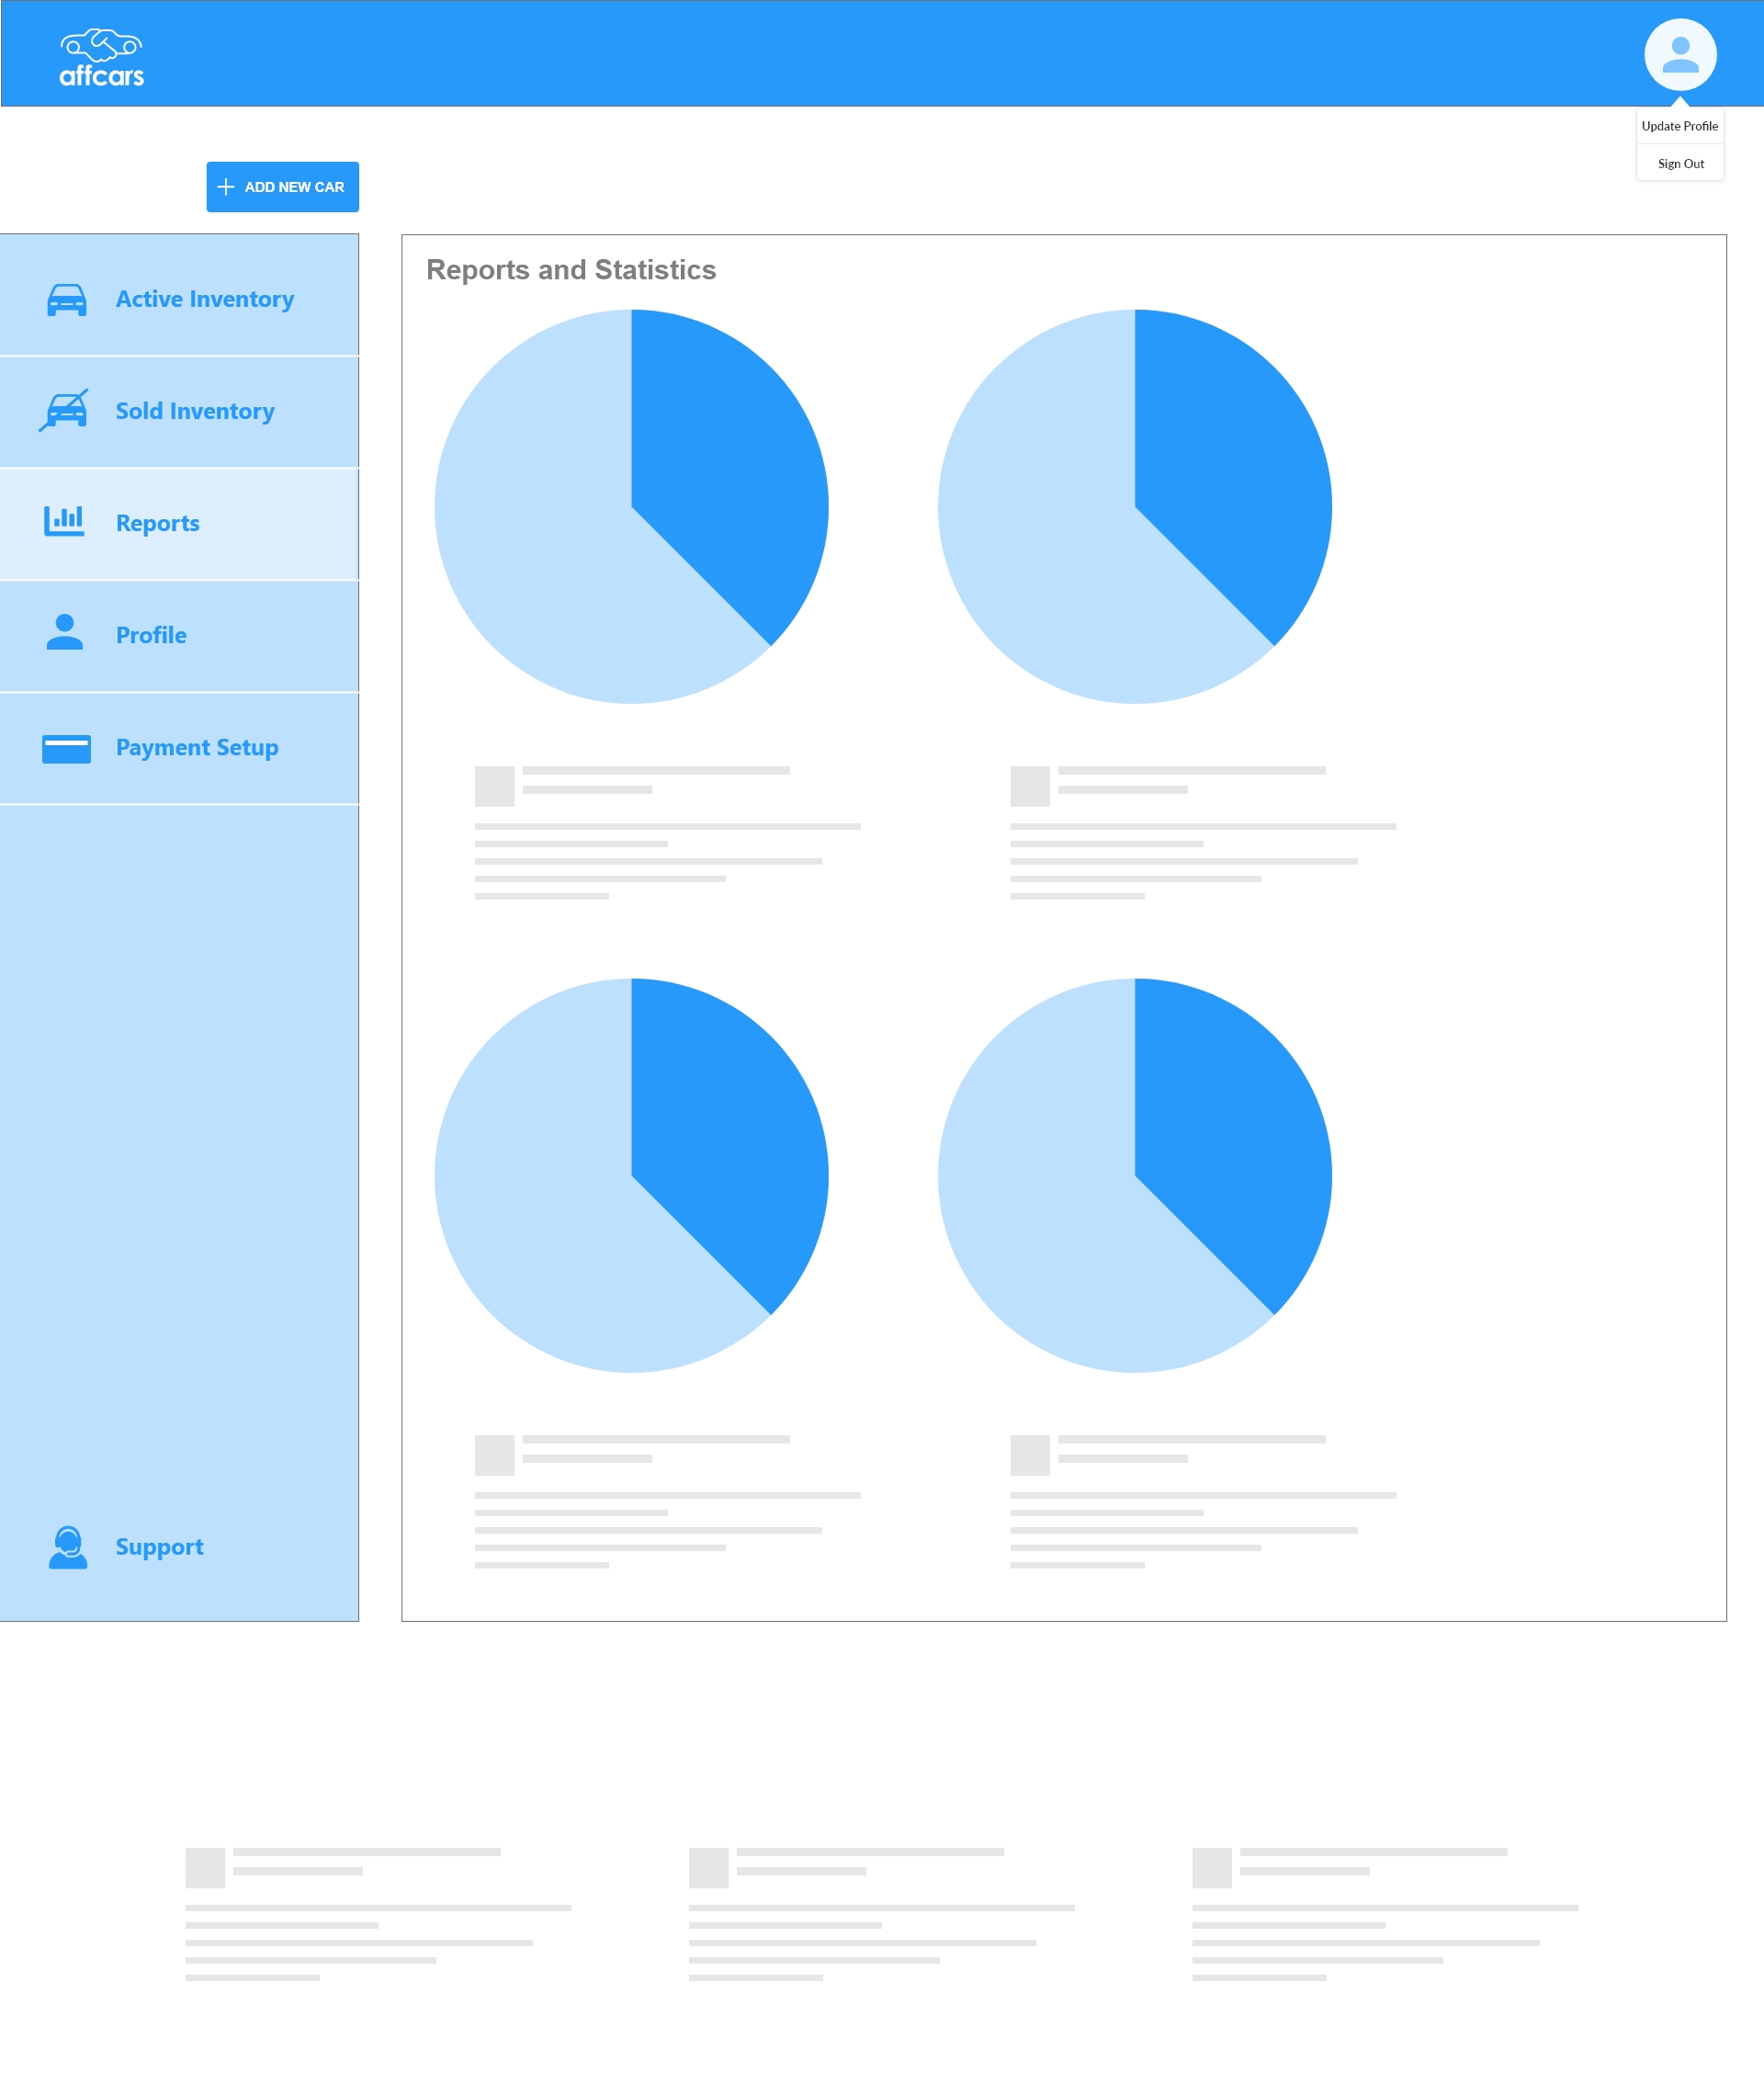 affcars
Update Profile
Sign Out
ADD NEW CAR
Reports and Statistics
Active Inventory
Sold Inventory
Reports
Profile
Payment Setup
Support